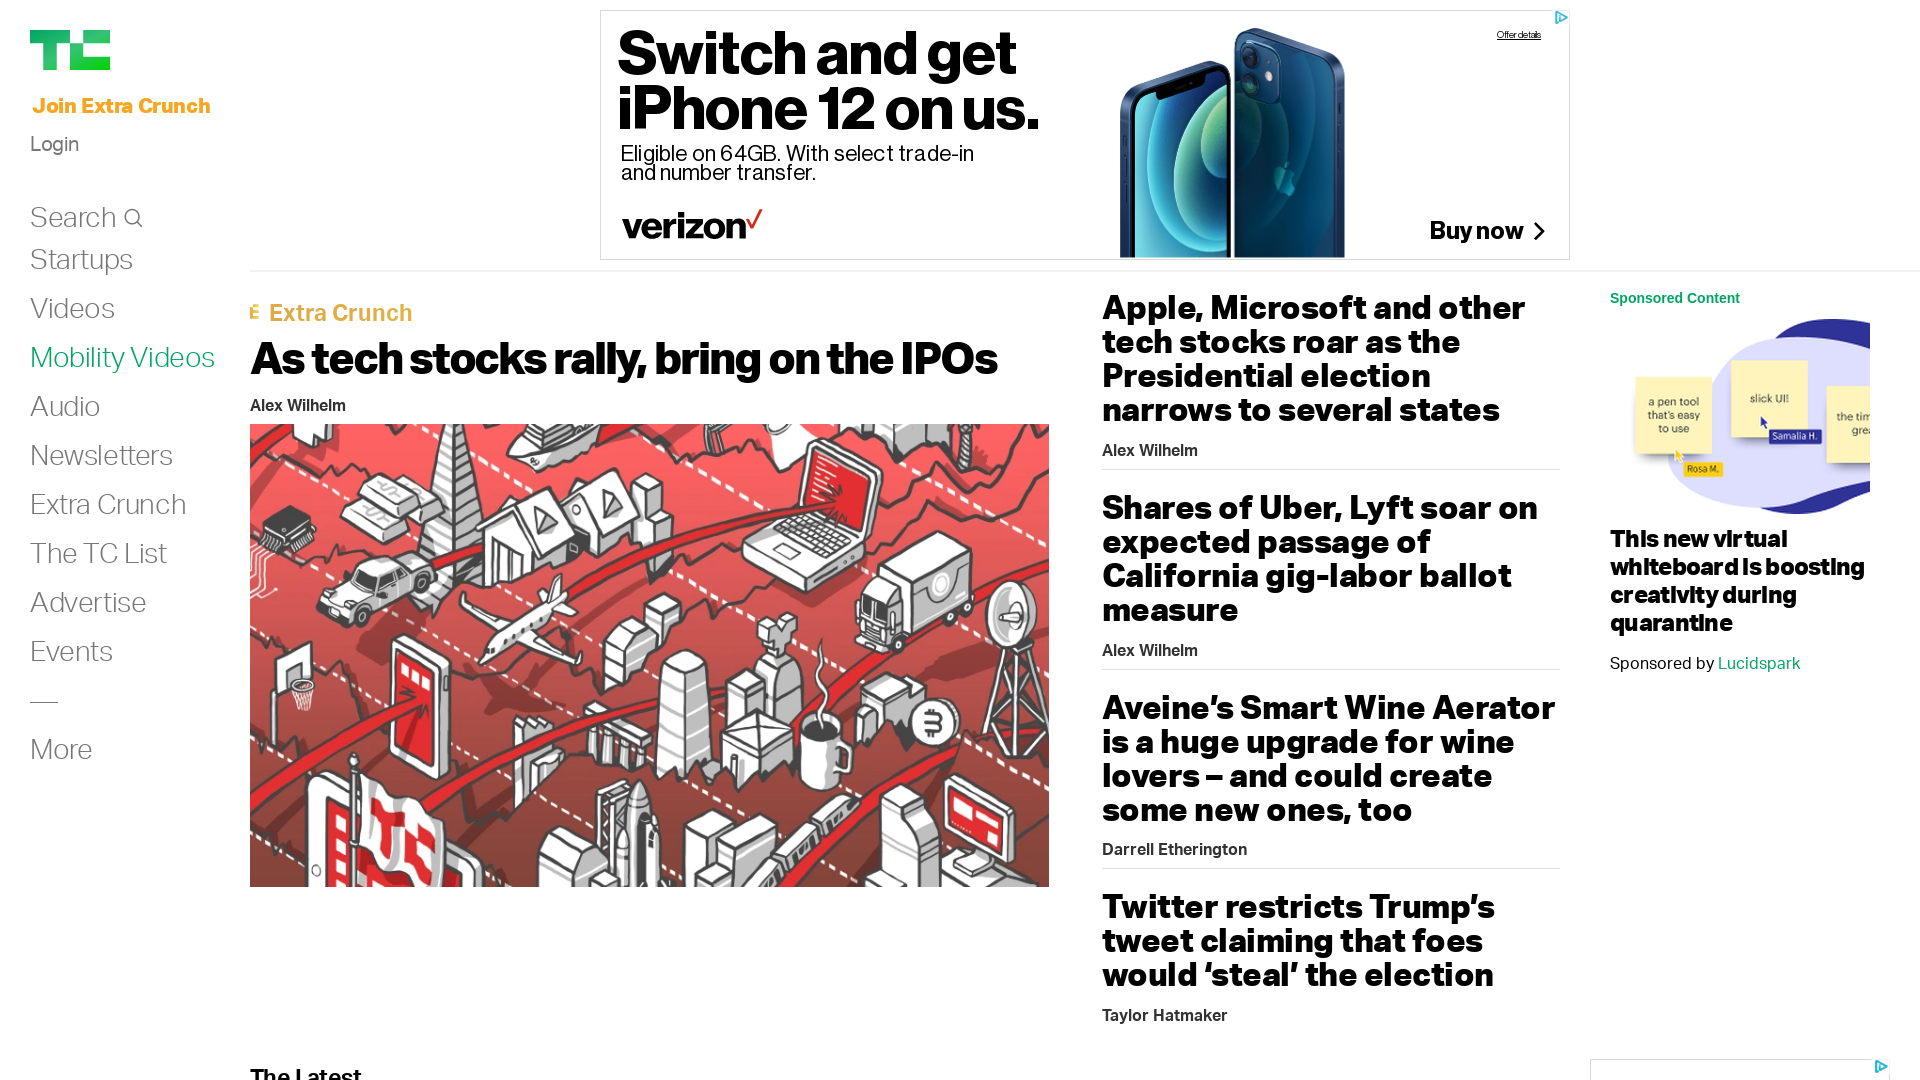 TC
Join Extra Crunch
Login
Search
Startups
Videos
Mobility Videos
Audio
Newsletters
Extra Crunch
The TC List
Advertise
Events
More
Switch and get
iPhone 12 on us.
Eligible on 64GB. With select trade-in
and number transfer.
verizon
Offer details
Buy now
Extra Crunch
As tech stocks rally, bring on the IPOs
Alex Wilhelm
Apple, Microsoft and other
tech stocks roar as the
Presidential election
narrows to several states
Alex Wilhelm
Shares of Uber, Lyft soar on
expected passage of
California gig-labor ballot
measure
Alex Wilhelm
Aveine’s Smart Wine Aerator
is a huge upgrade for wine
lovers – and could create
some new ones, too
Darrell Etherington
Twitter restricts Trump’s
tweet claiming that foes
would ‘steal’ the election
Taylor Hatmaker
Sponsored Content
a pen tool
that's easy
to use
Rosa M.
slick UI!
Samalla H.
the tim
grea
This new virtual
whiteboard is boosting
creativity during
quarantine
Sponsored by Lucidspark
The Latest